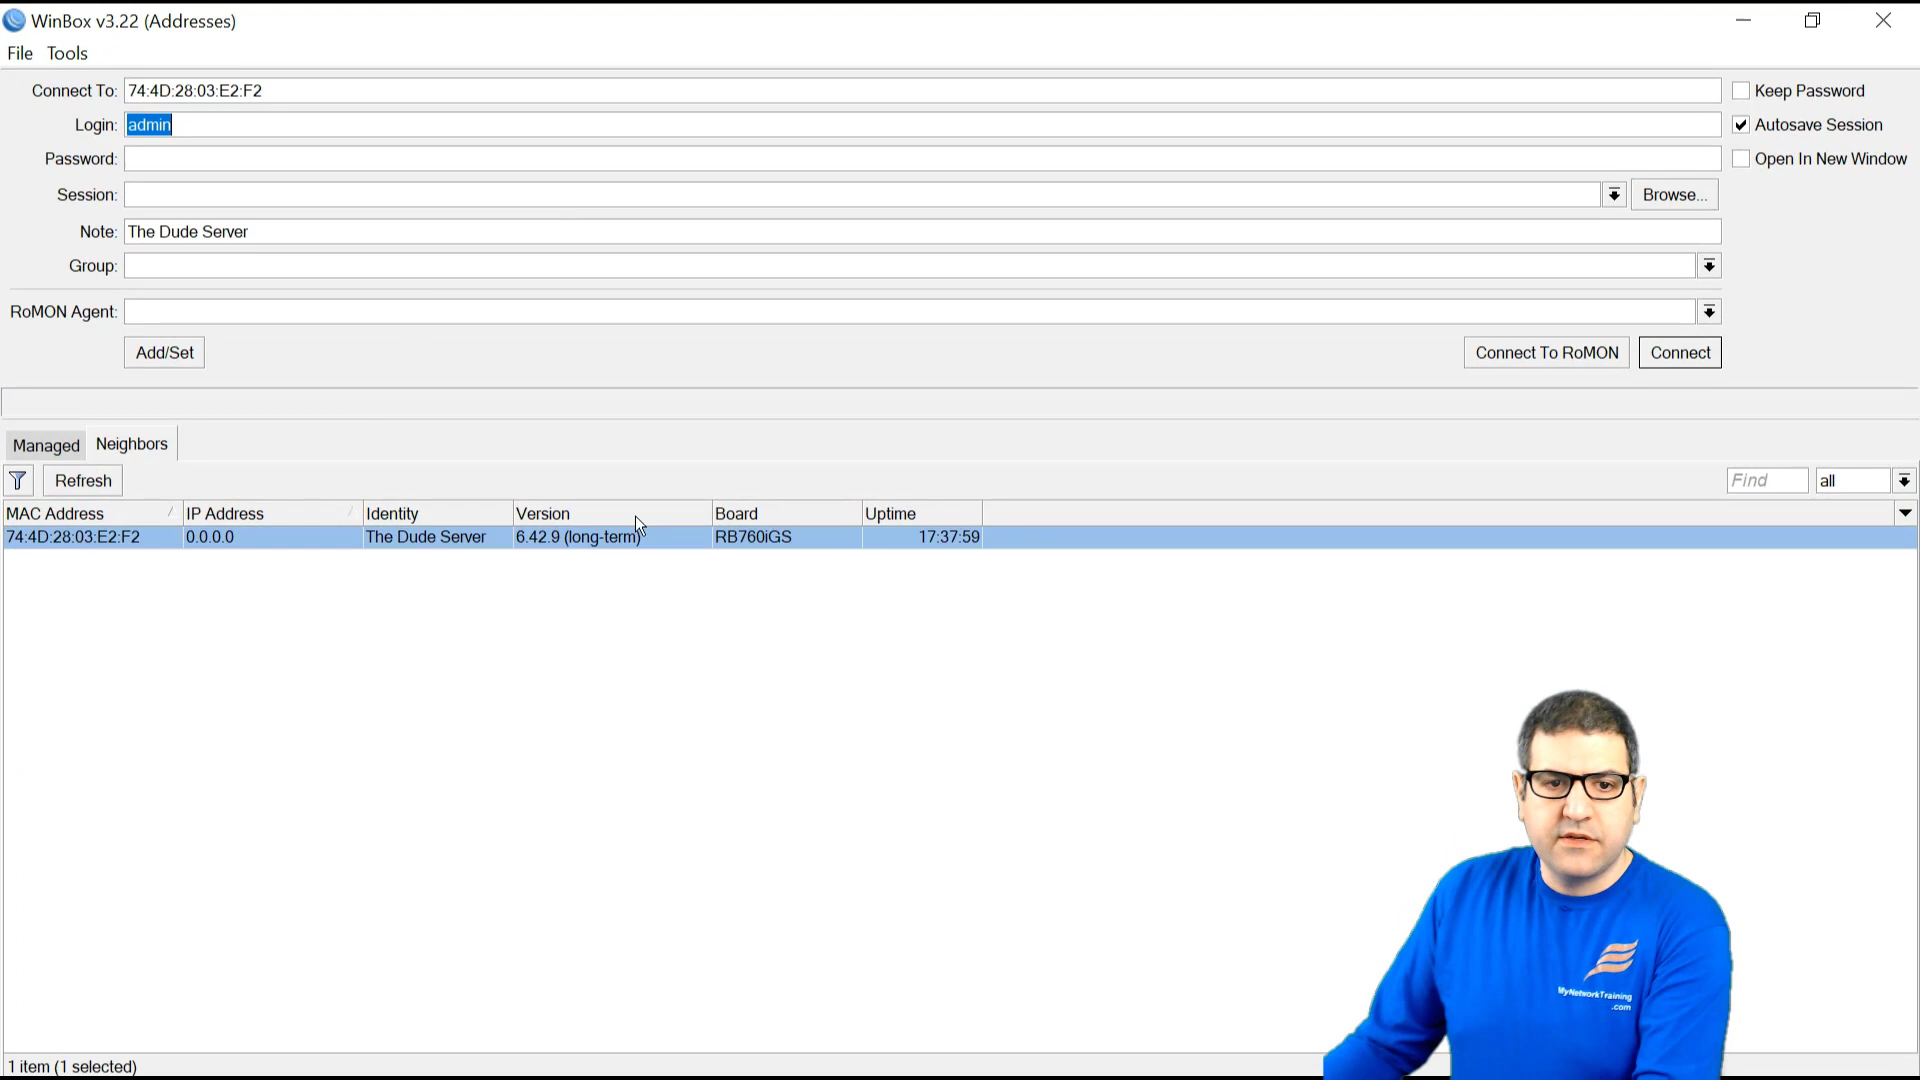 WinBox v3.22 (Addresses)
File Tools
Connect To: 74:4D:28:03:E2:F2
Keep Password
Login: admin
Autosave Session
Password:
Open In New Window
Session:
Browse...
Note: The Dude Server
Group:
RoMON Agent:
Add/Set
Connect To RoMON
Connect
Managed Neighbors
Refresh
Find
all
MAC Address IP Address Identity Version Board Uptime
74:4D:28:03:E2:F2 0.0.0.0 The Dude Server 6.42.9 (long-term) RB760iGS 17:37:59
MyNetworkTraining
.com
1 item (1 selected)